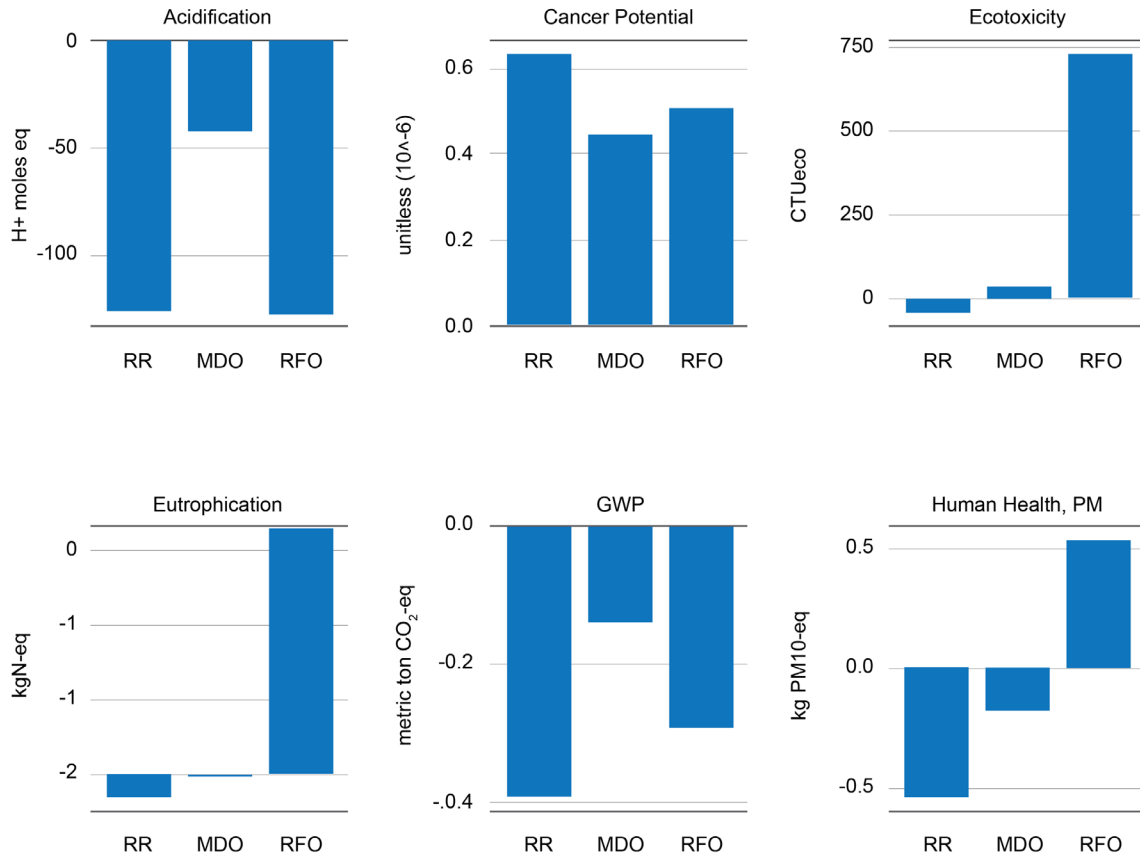 Acidification
H+ moles eq
0
-50
-100
RR MDO RFO
Cancer Potential
unitless (10^-6)
0.6
0.4
0.2
0.0
RR MDO RFO
Ecotoxicity
CTUeco
750
500
250
0
RR MDO RFO
Eutrophication
kgN-eq
0
-1
-1
-2
RR MDO RFO
GWP
metric ton CO₂-eq
0.0
-0.2
-.0.4
RR MDO RFO
Human Health, PM
kg PM10-eq
0.5
0.0
-0.5
RR MDO RFO